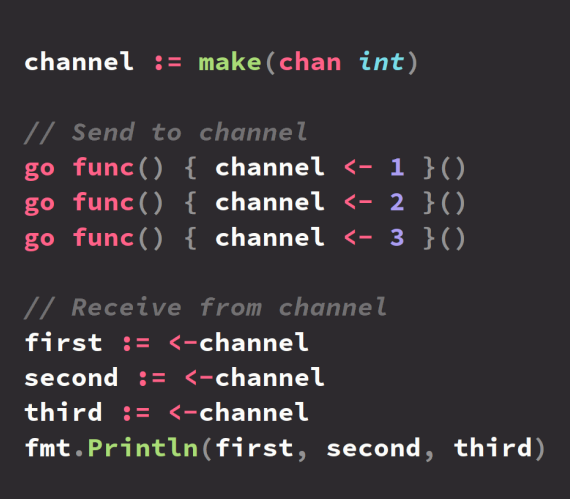 channel := make(chan int)
// Send to channel
go func() { channel <- 1 }()
go func() { channel <- 2 }()
go func() { channel <- 3 }()
// Receive from channel
first := <-channel
second := <-channel
third := <-channel
fmt.Println(first, second, third)